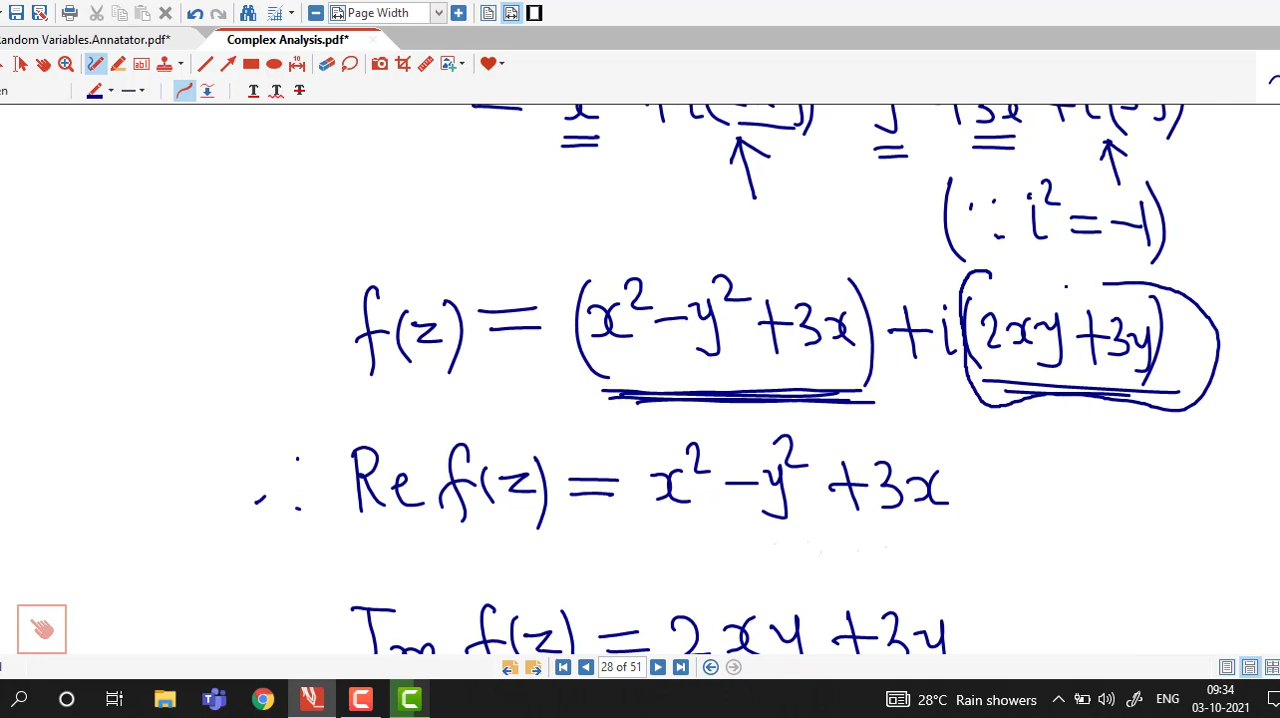 Page Width
Random Variables.Annatator.pdf*
Complex Analysis.pdf*
T T T
(∵ i² = -1)
f(z) = (x² - y² + 3x) + i(2xy + 3y)
∴ Re f(z) = x² - y² + 3x
Im f(z) = 2xy + 3y
28 of 51
28°C Rain showers
ENG
09:34
03-10-2021